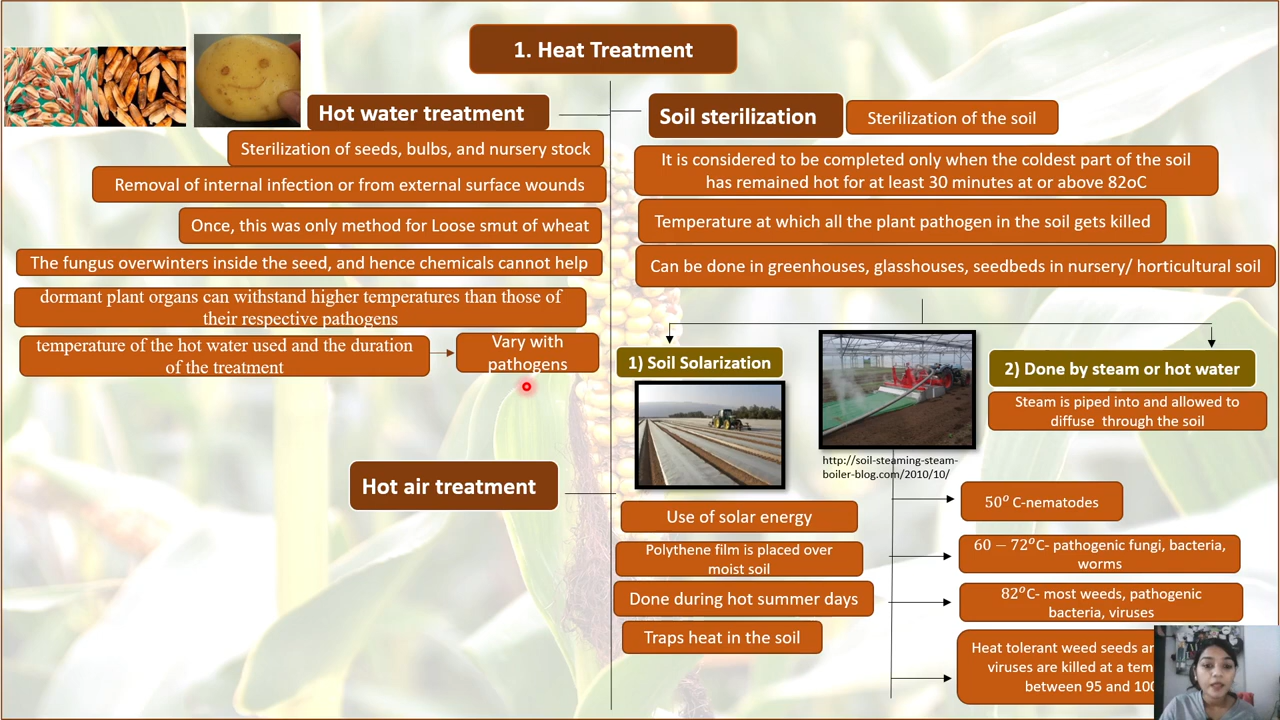 1. Heat Treatment
Hot water treatment
Sterilization of seeds, bulbs, and nursery stock
Removal of internal infection or from external surface wounds
Once, this was only method for Loose smut of wheat
The fungus overwinters inside the seed, and hence chemicals cannot help
dormant plant organs can withstand higher temperatures than those of
their respective pathogens
temperature of the hot water used and the duration
of the treatment
Vary with
pathogens
Hot air treatment
Soil sterilization
Sterilization of the soil
It is considered to be completed only when the coldest part of the soil
has remained hot for at least 30 minutes at or above 82oC
Temperature at which all the plant pathogen in the soil gets killed
Can be done in greenhouses, glasshouses, seedbeds in nursery/ horticultural soil
1) Soil Solarization
Use of solar energy
Polythene film is placed over
moist soil
Done during hot summer days
Traps heat in the soil
http://soil-steaming-steam-
boiler-blog.com/2010/10/
2) Done by steam or hot water
Steam is piped into and allowed to
diffuse through the soil
50° C-nematodes
60 – 72°C- pathogenic fungi, bacteria,
worms
82°C- most weeds, pathogenic
bacteria, viruses
Heat tolerant weed seeds
viruses are killed at a
between 95 and